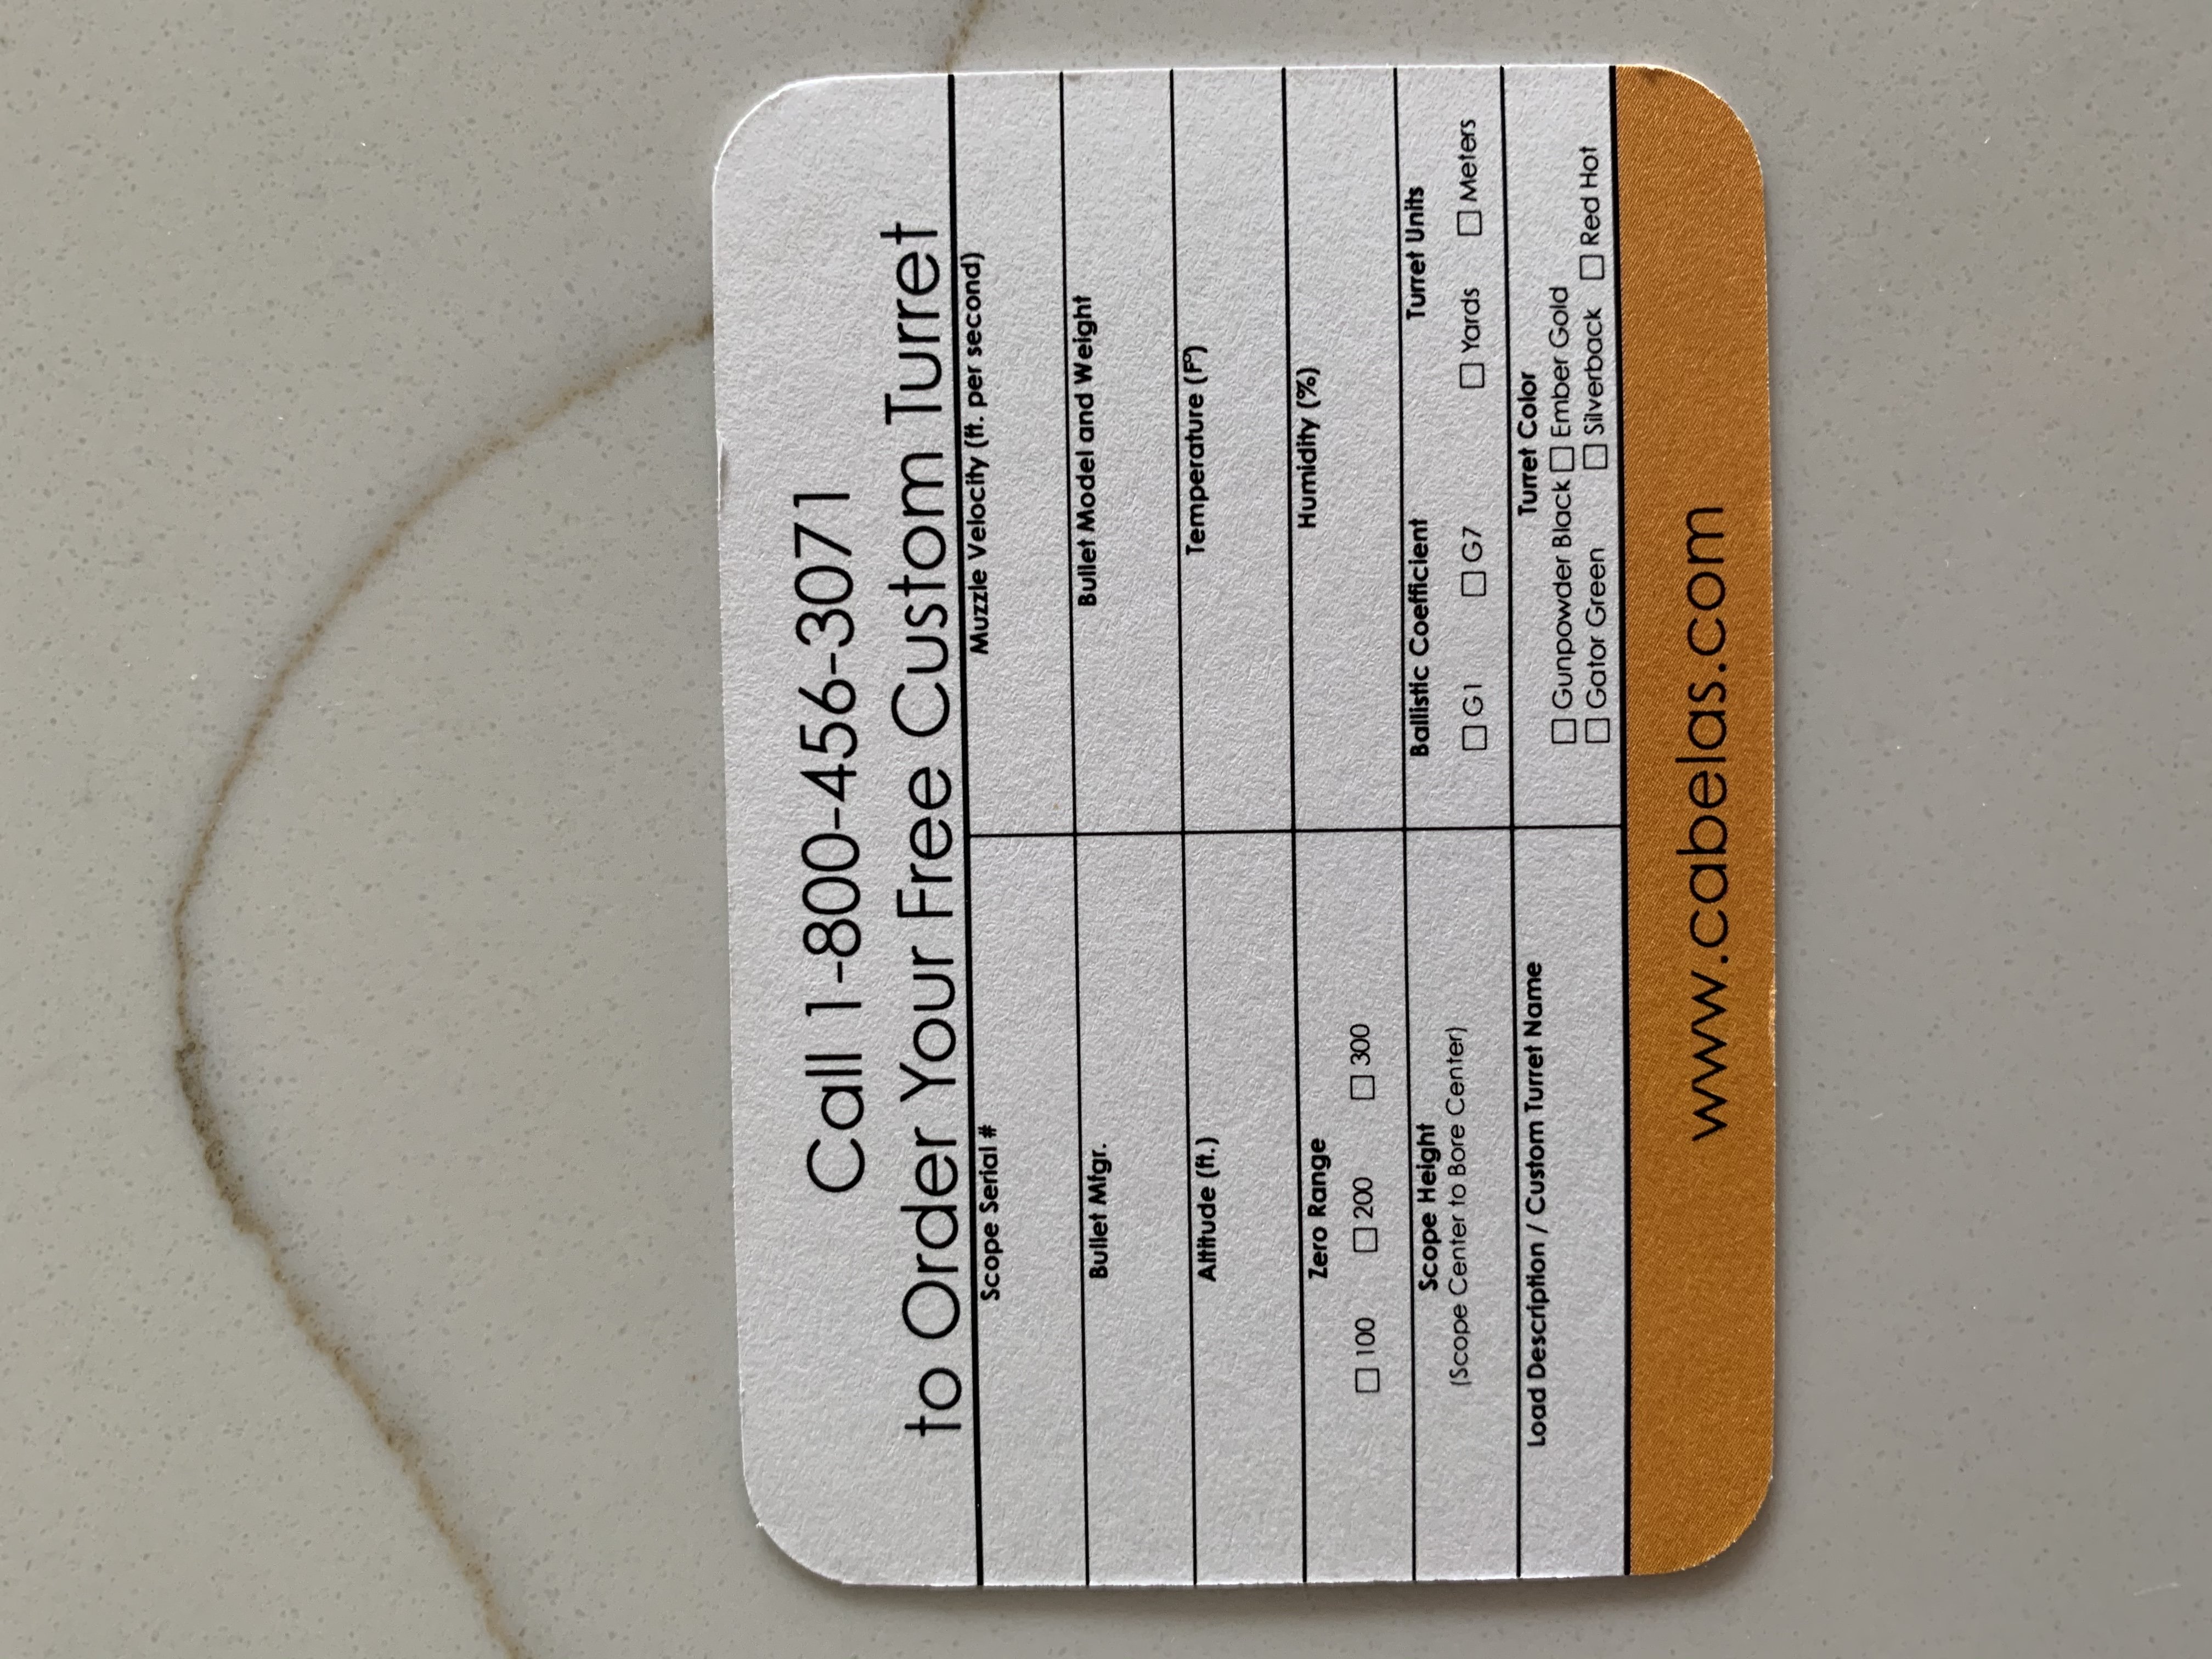 Call 1-800-456-3071
to Order Your Free Custom Turret
Scope Serial #
Muzzle Velocity (ft. per second)
Bullet Mfgr.
Bullet Model and Weight
Altitude (ft.)
Temperature (F°)
Zero Range
☐ 100 ☐ 200 ☐ 300
Humidity (%)
Scope Height
(Scope Center to Bore Center)
Ballistic Coefficient
☐ G1 ☐ G7
Turret Units
☐ Yards ☐ Meters
Load Description / Custom Turret Name
Turret Color
☐ Gunpowder Black ☐ Ember Gold
☐ Gator Green ☐ Silverback ☐ Red Hot
www.cabelas.com